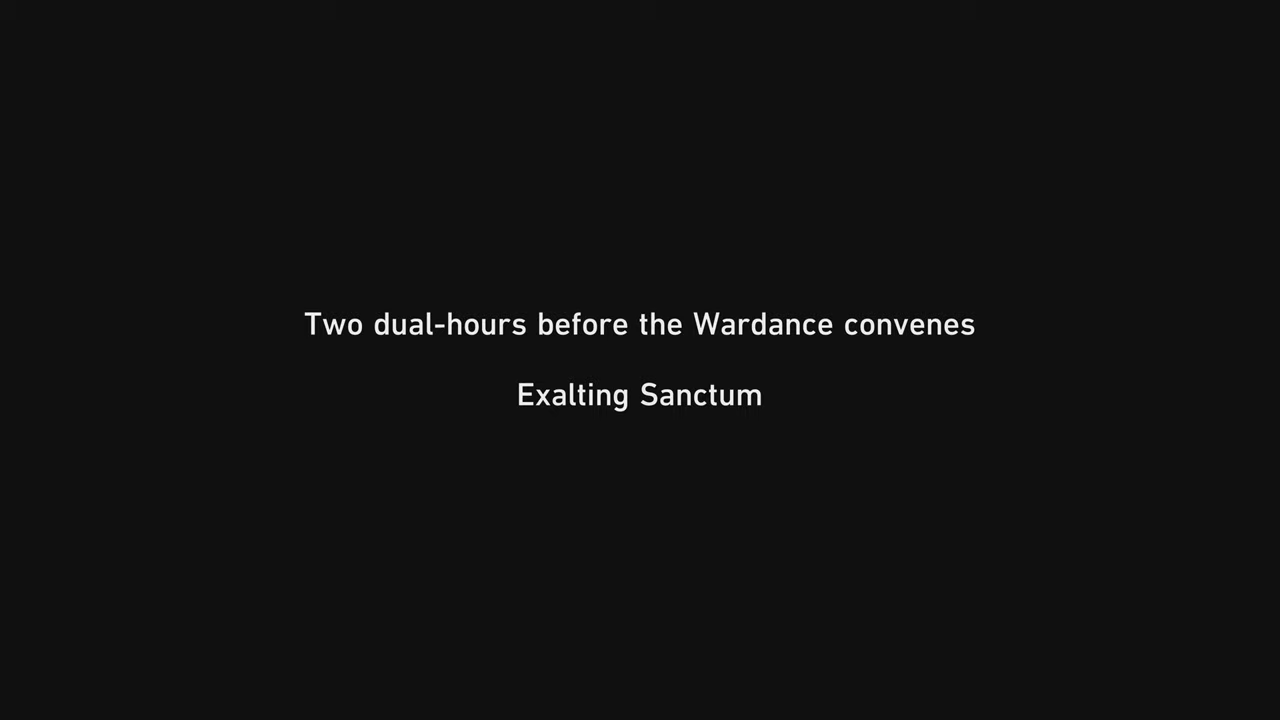 Two dual-hours before the Wardance convenes
Exalting Sanctum